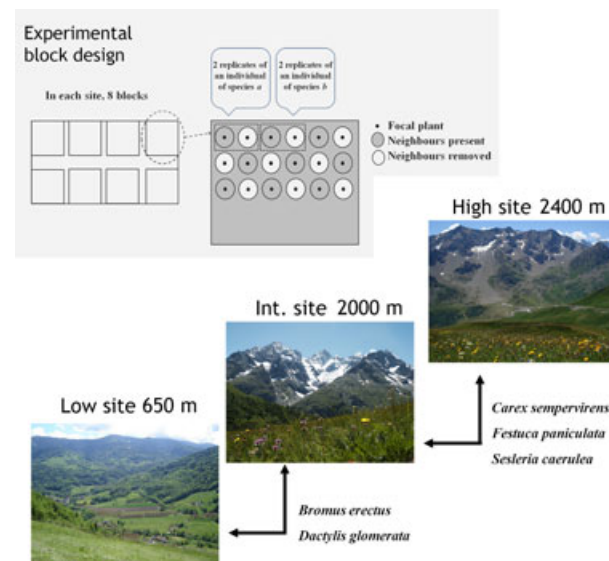 Experimental
block design
In each site, 8 blocks
2 replicates of
an individual
of species a
2 replicates of
an individual
of species b
Focal plant
Neighbours present
Neighbours removed
High site 2400 m
Int. site 2000 m
Low site 650 m
Carex sempervirens
Festuca paniculata
Sesleria caerulea
Bromus erectus
Dactylis glomerata